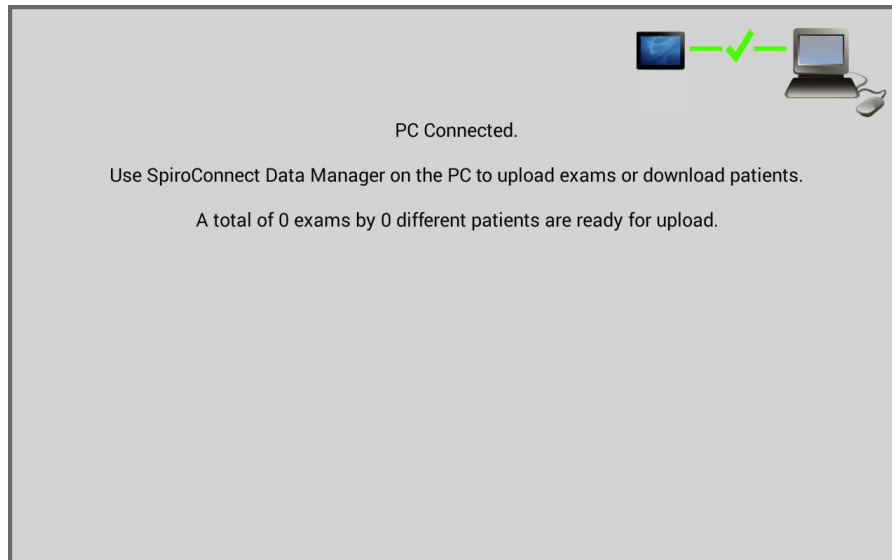 PC Connected.
Use SpiroConnect Data Manager on the PC to upload exams or download patients.
A total of 0 exams by 0 different patients are ready for upload.